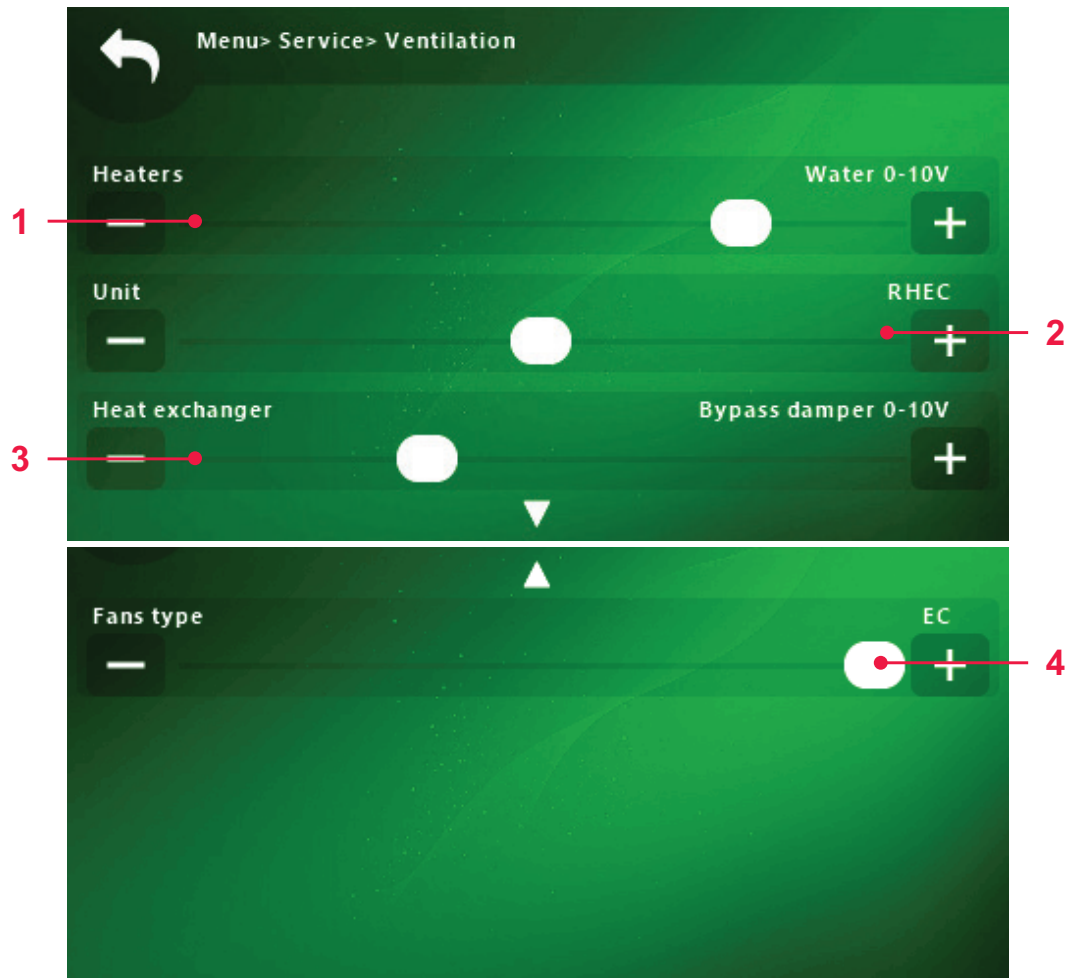 Menu> Service> Ventilation
Heaters Water 0-10V
1
Unit RHEC
2
Heat exchanger Bypass damper 0-10V
3
Fans type EC
4